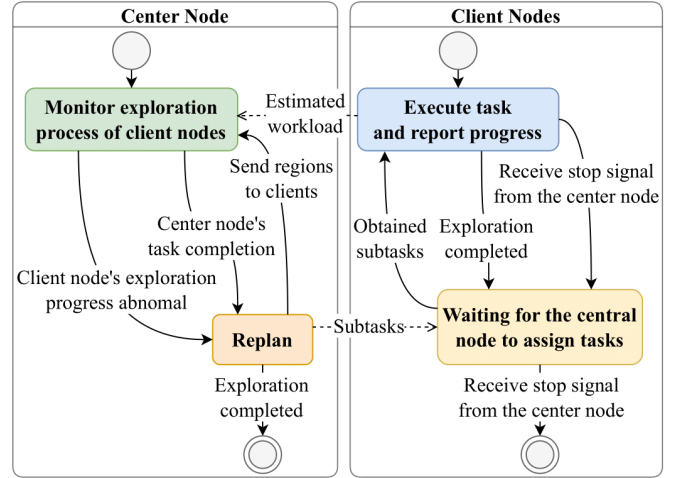 Center Node
Client Nodes
Monitor exploration
process of client nodes
Estimated
workload
Execute task
and report progress
Send regions
to clients
Receive stop signal
from the center node
Center node's
task completion
Obtained
subtasks
Exploration
completed
Client node's exploration
progress abnomal
Replan
Subtasks
Waiting for the central
node to assign tasks
Exploration
completed
Receive stop signal
from the center node